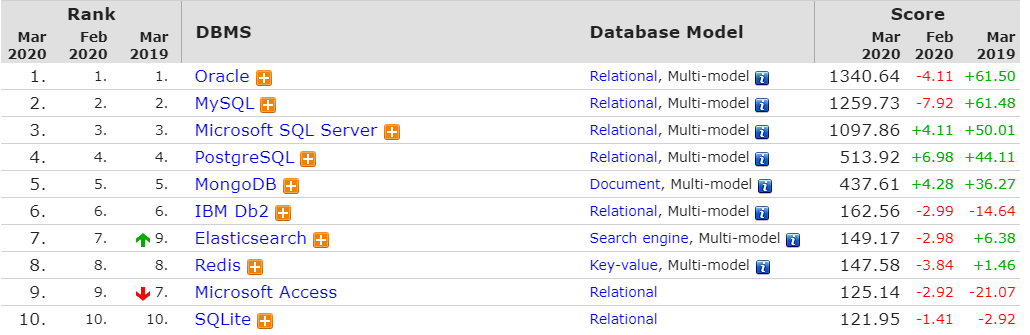 Rank Score
Mar Feb Mar DBMS Database Model Mar Feb Mar
2020 2020 2019 2020 2020 2019
1. 1. 1. Oracle Relational, Multi-model 1340.64 -4.11 +61.50
2. 2. 2. MySQL Relational, Multi-model 1259.73 -7.92 +61.48
3. 3. 3. Microsoft SQL Server Relational, Multi-model 1097.86 +4.11 +50.01
4. 4. 4. PostgreSQL Relational, Multi-model 513.92 +6.98 +44.11
5. 5. 5. MongoDB Document, Multi-model 437.61 +4.28 +36.27
6. 6. 6. IBM Db2 Relational, Multi-model 162.56 -2.99 -14.64
7. 7. 9. Elasticsearch Search engine, Multi-model 149.17 -2.98 +6.38
8. 8. 8. Redis Key-value, Multi-model 147.58 -3.84 +1.46
9. 9. 7. Microsoft Access Relational 125.14 -2.92 -21.07
10. 10. 10. SQLite Relational 121.95 -1.41 -2.92